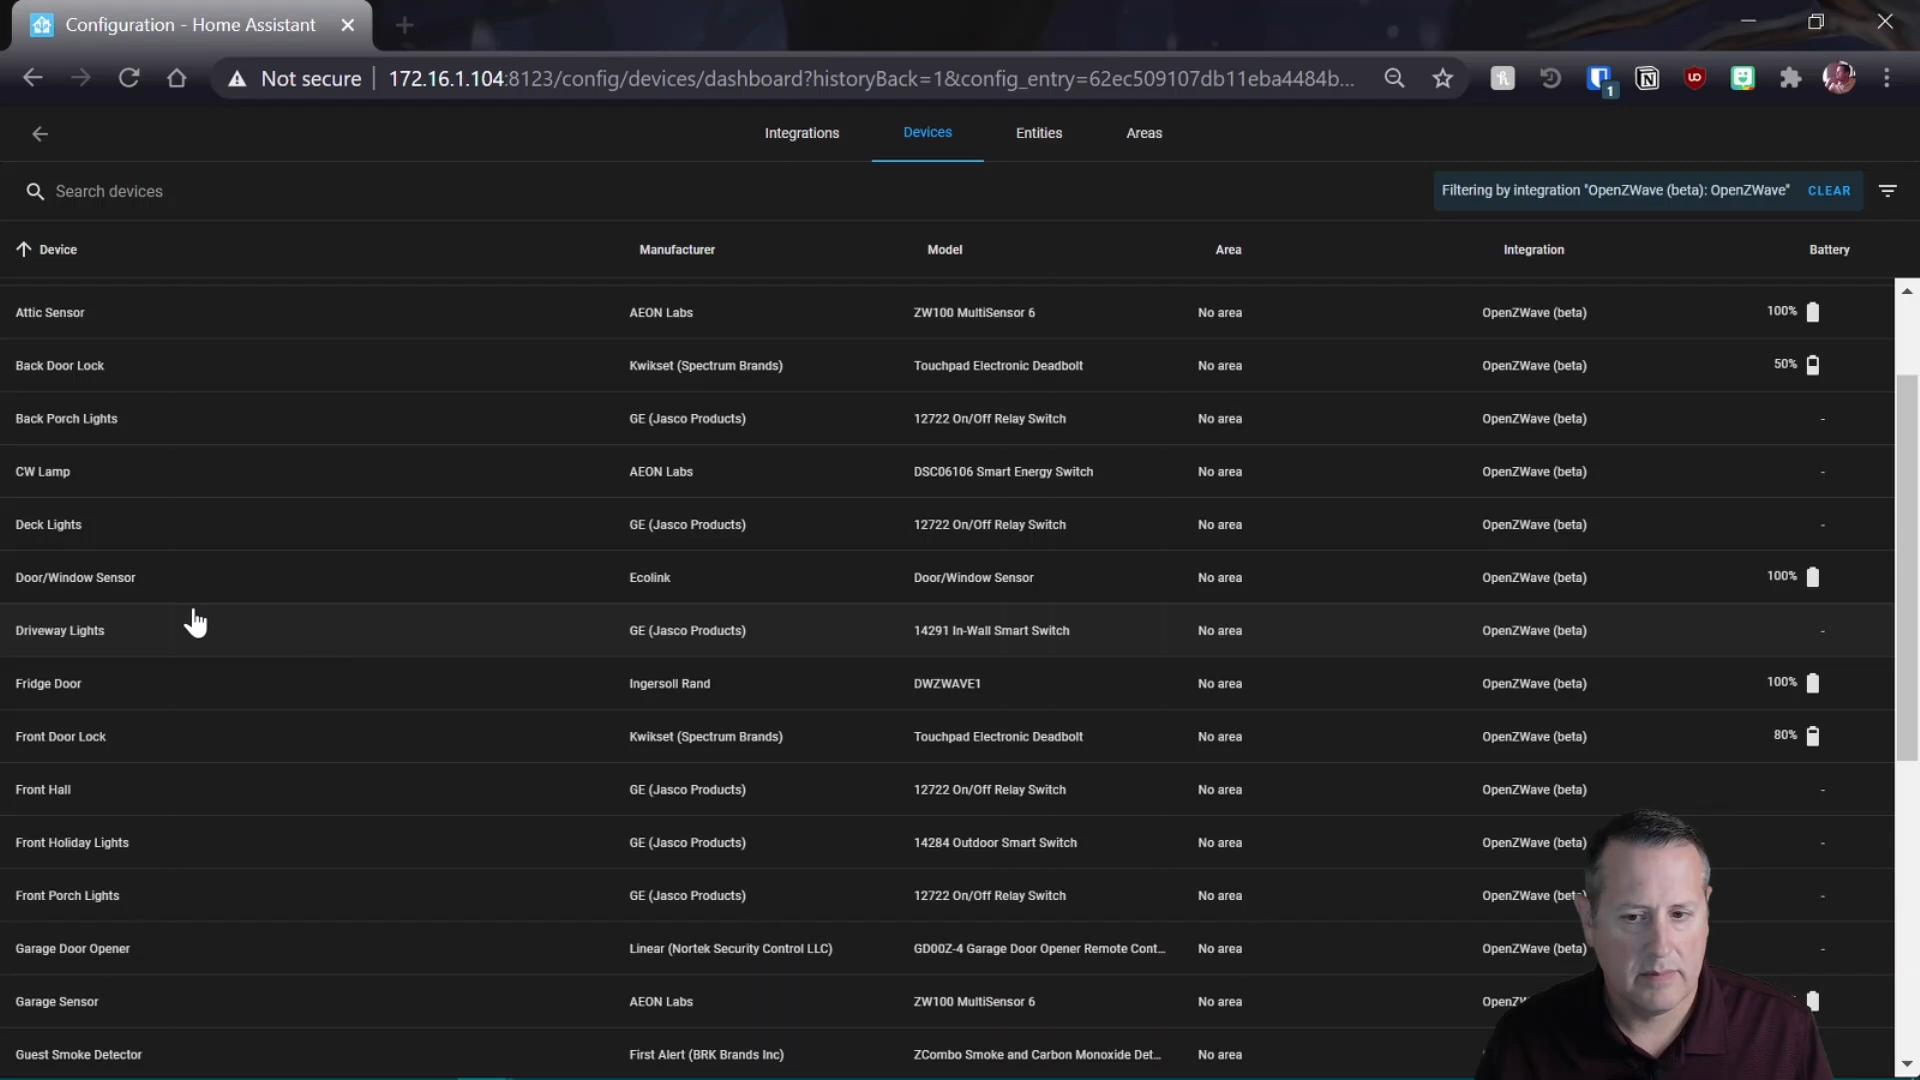 Configuration - Home Assistant
Not secure 172.16.1.104:8123/config/devices/dashboard?historyBack=1&config_entry=62ec509107db11eba4484b...
1
Integrations Devices Entities Areas
Search devices Filtering by integration "OpenZWave (beta): OpenZWave" CLEAR
Device Manufacturer Model Area Integration Battery
Attic Sensor AEON Labs ZW100 MultiSensor 6 No area OpenZWave (beta) 100%
Back Door Lock Kwikset (Spectrum Brands) Touchpad Electronic Deadbolt No area OpenZWave (beta) 50%
Back Porch Lights GE (Jasco Products) 12722 On/Off Relay Switch No area OpenZWave (beta) -
CW Lamp AEON Labs DSC06106 Smart Energy Switch No area OpenZWave (beta) -
Deck Lights GE (Jasco Products) 12722 On/Off Relay Switch No area OpenZWave (beta) -
Door/Window Sensor Ecolink Door/Window Sensor No area OpenZWave (beta) 100%
Driveway Lights GE (Jasco Products) 14291 In-Wall Smart Switch No area OpenZWave (beta) -
Fridge Door Ingersoll Rand DWZWAVE1 No area OpenZWave (beta) 100%
Front Door Lock Kwikset (Spectrum Brands) Touchpad Electronic Deadbolt No area OpenZWave (beta) 80%
Front Hall GE (Jasco Products) 12722 On/Off Relay Switch No area OpenZWave (beta) -
Front Holiday Lights GE (Jasco Products) 14284 Outdoor Smart Switch No area OpenZWave (beta) -
Front Porch Lights GE (Jasco Products) 12722 On/Off Relay Switch No area OpenZWave (beta) -
Garage Door Opener Linear (Nortek Security Control LLC) GD00Z-4 Garage Door Opener Remote Cont... No area OpenZWave (beta) -
Garage Sensor AEON Labs ZW100 MultiSensor 6 No area
Guest Smoke Detector First Alert (BRK Brands Inc) ZCombo Smoke and Carbon Monoxide Det... No area